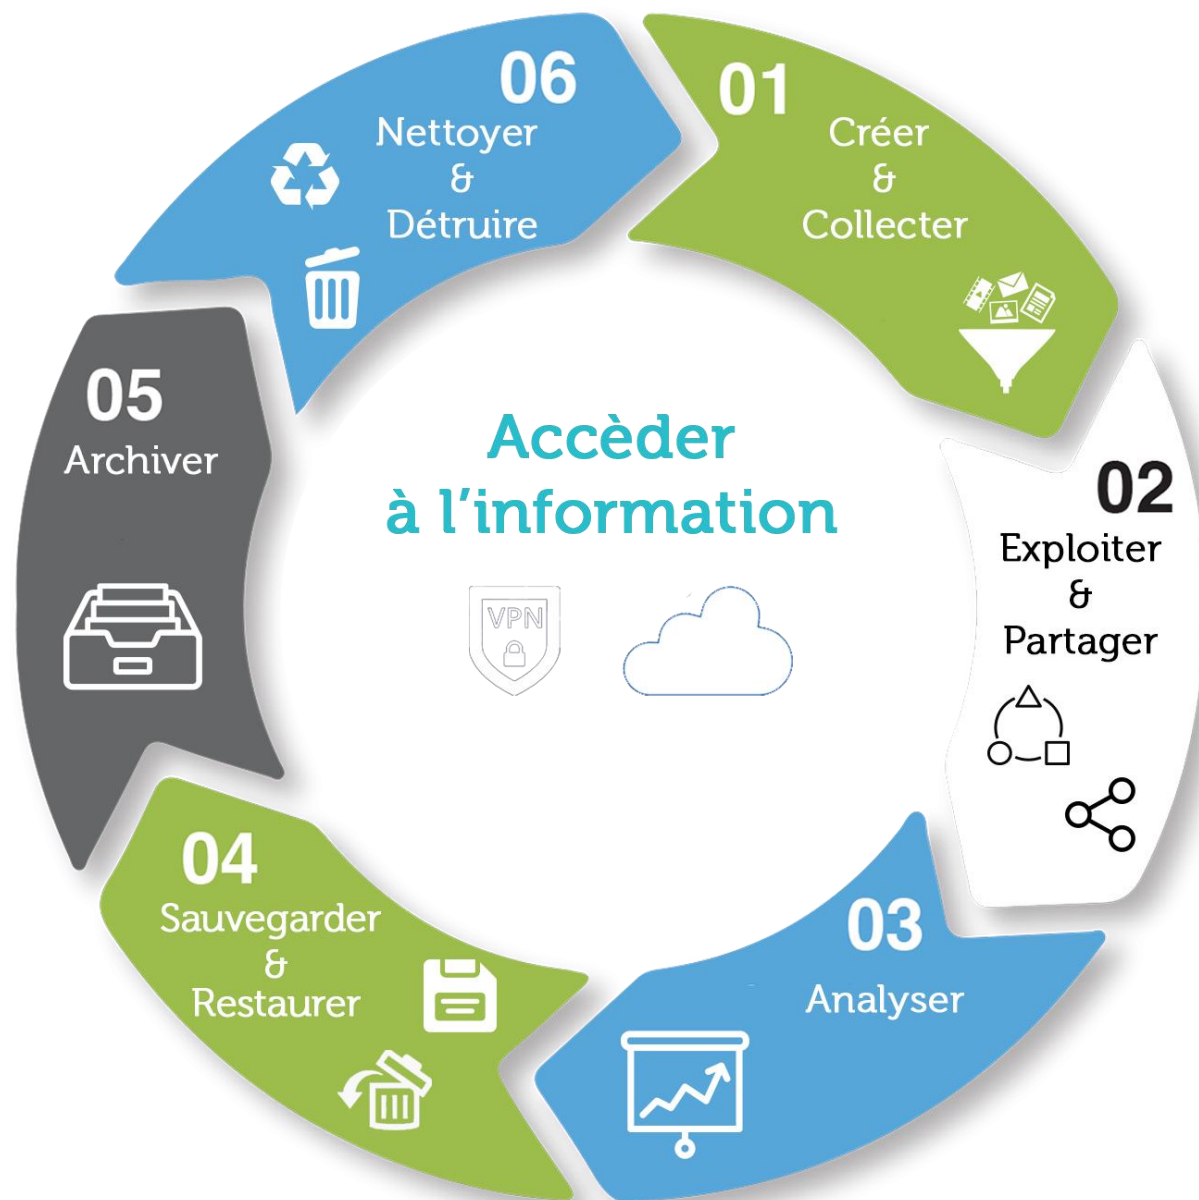 01
Créer
&
Collecter
02
Exploiter
&
Partager
03
Analyser
04
Sauvegarder
&
Restaurer
05
Archiver
06
Nettoyer
&
Détruire
Accèder
à l'information
VPN